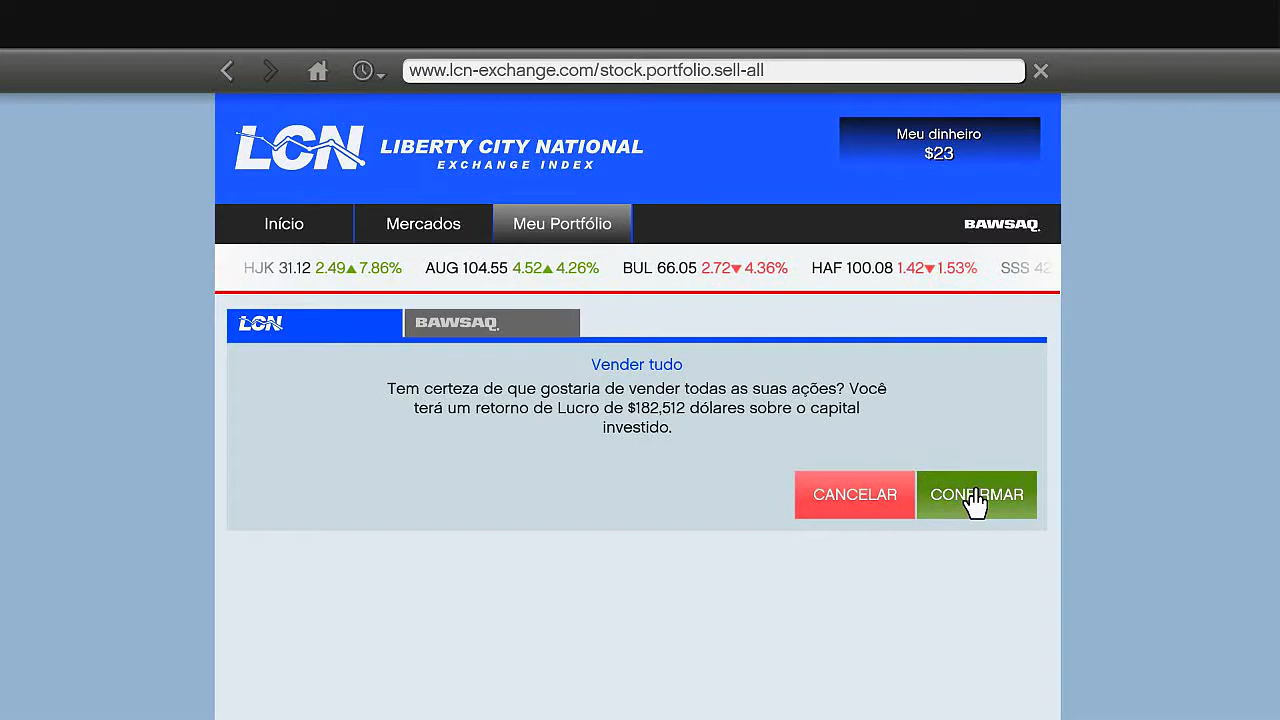 www.lcn-exchange.com/stock.portfolio.sell-all
LCN LIBERTY CITY NATIONAL
EXCHANGE INDEX
Meu dinheiro
$23
Início Mercados Meu Portfólio BAWSAQ.
HJK 31.12 2.49▲7.86% AUG 104.55 4.52▲4.26% BUL 66.05 2.72▼4.36% HAF 100.08 1.42▼1.53% SSS 42
LCN BAWSAQ.
Vender tudo
Tem certeza de que gostaria de vender todas as suas ações? Você
terá um retorno de Lucro de $182,512 dólares sobre o capital
investido.
CANCELAR CONFIRMAR